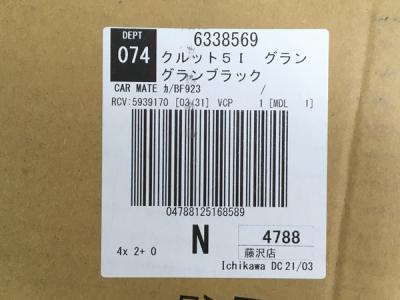 DEPT
074
6338569
クルット5I グラン
グランブラック
CAR MATE ｶ/BF923 /
RCV:5939170 [03/31] VCP 1 [MDL 1]
04788125168589
N
4788
藤沢店
4x 2+ 0
Ichikawa DC 21/03